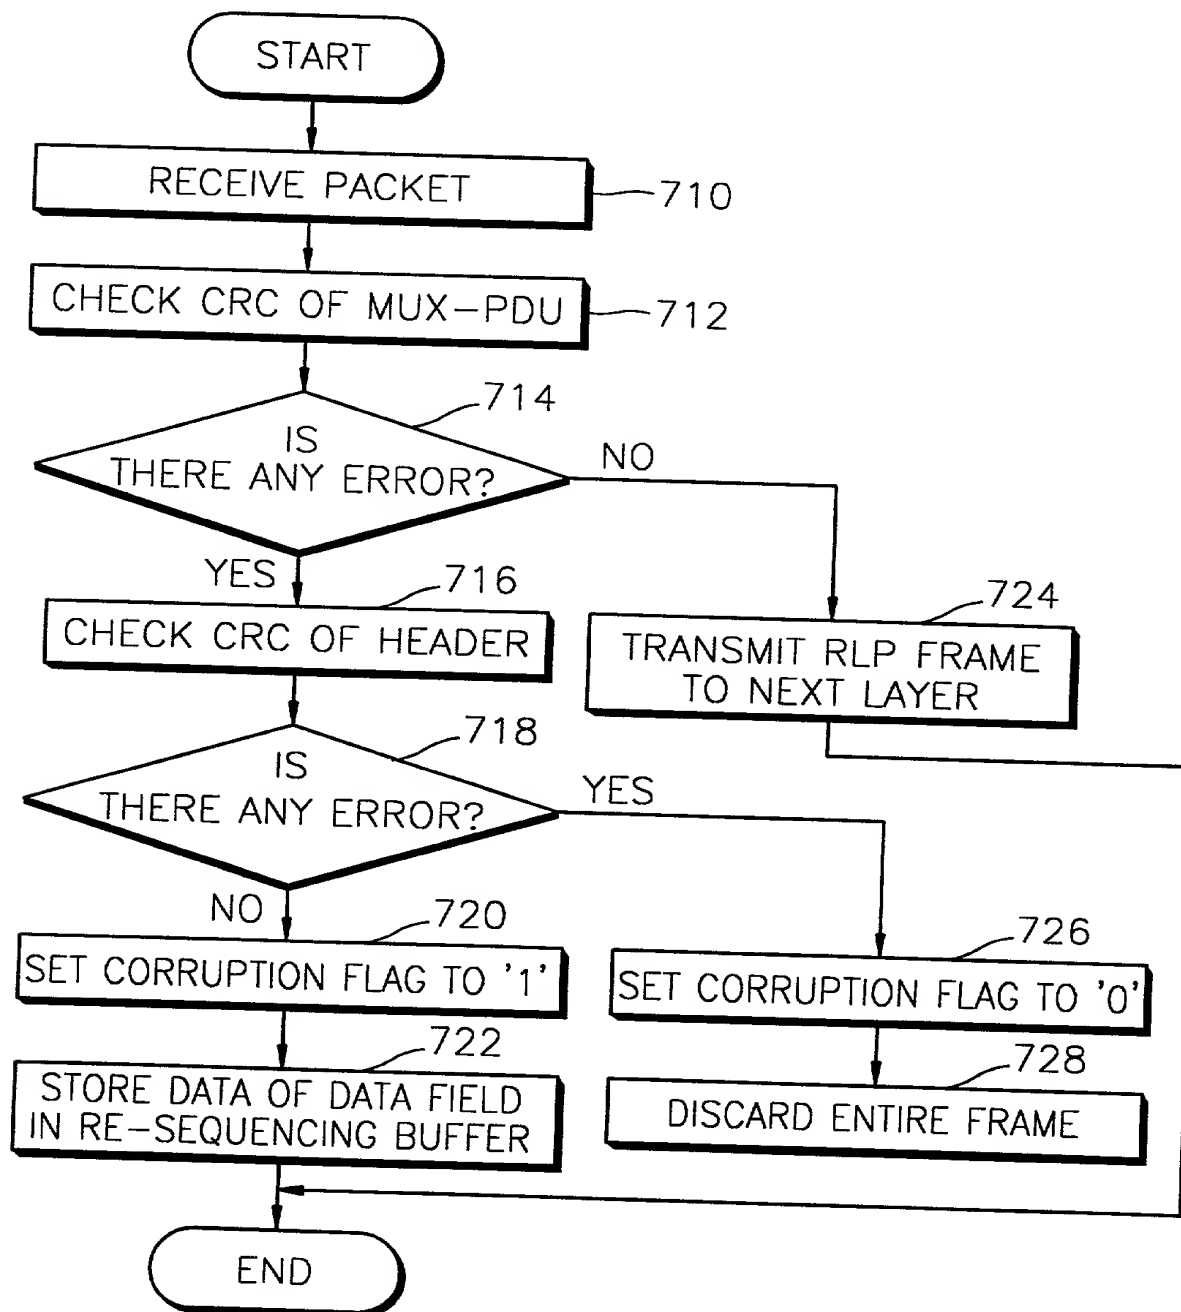 START
RECEIVE PACKET
710
CHECK CRC OF MUX-PDU
712
714
IS
THERE ANY ERROR?
NO
YES
716
CHECK CRC OF HEADER
724
TRANSMIT RLP FRAME
TO NEXT LAYER
718
IS
THERE ANY ERROR?
YES
NO
720
SET CORRUPTION FLAG TO '1'
726
SET CORRUPTION FLAG TO '0'
722
STORE DATA OF DATA FIELD
IN RE-SEQUENCING BUFFER
728
DISCARD ENTIRE FRAME
END